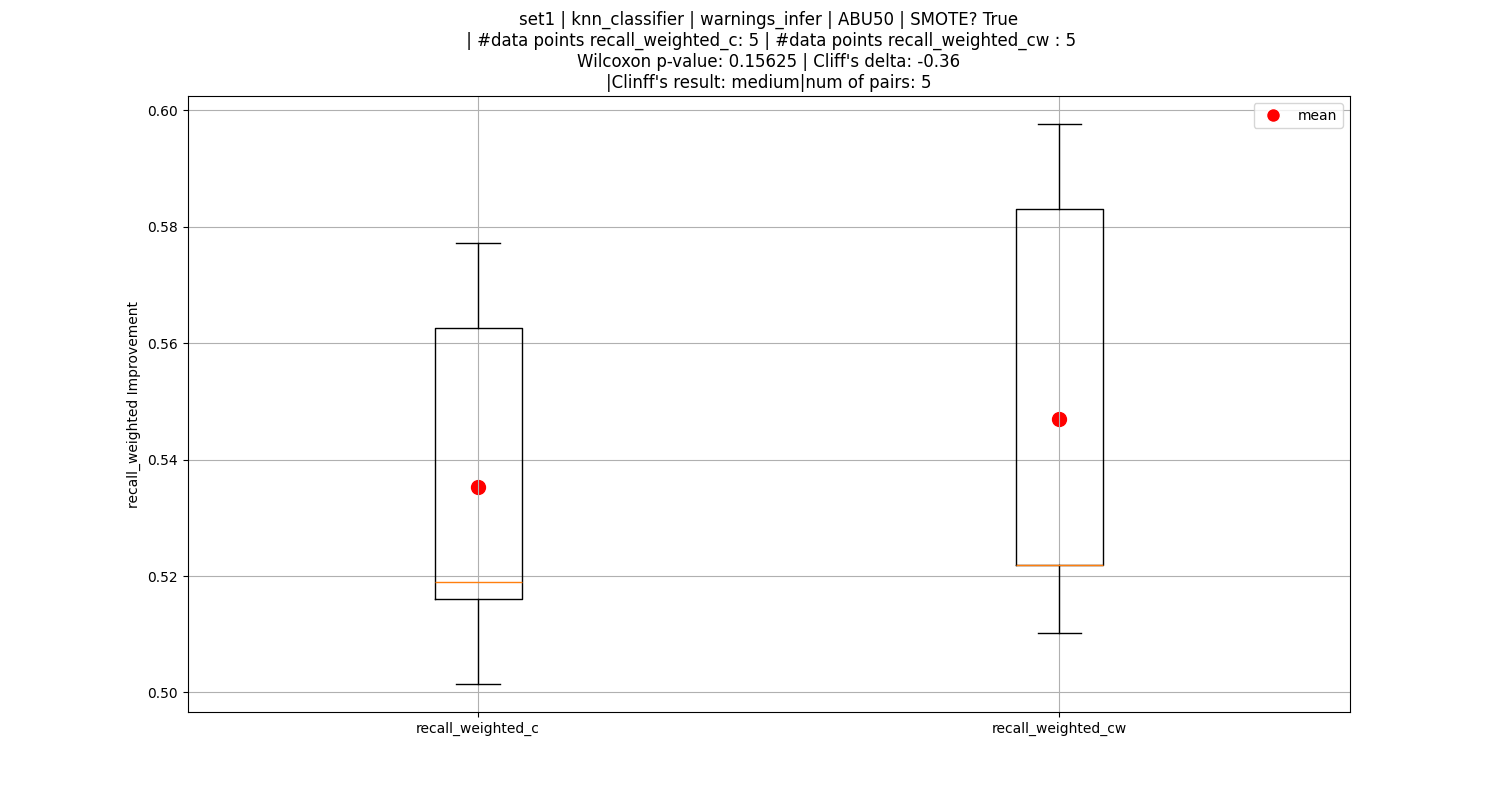 set1 | knn_classifier | warnings_infer | ABU50 | SMOTE? True
| #data points recall_weighted_c: 5 | #data points recall_weighted_cw : 5
Wilcoxon p-value: 0.15625 | Cliff's delta: -0.36
|Clinff's result: medium|num of pairs: 5
mean
recall_weighted Improvement
0.60
0.58
0.56
0.54
0.52
0.50
recall_weighted_c
recall_weighted_cw